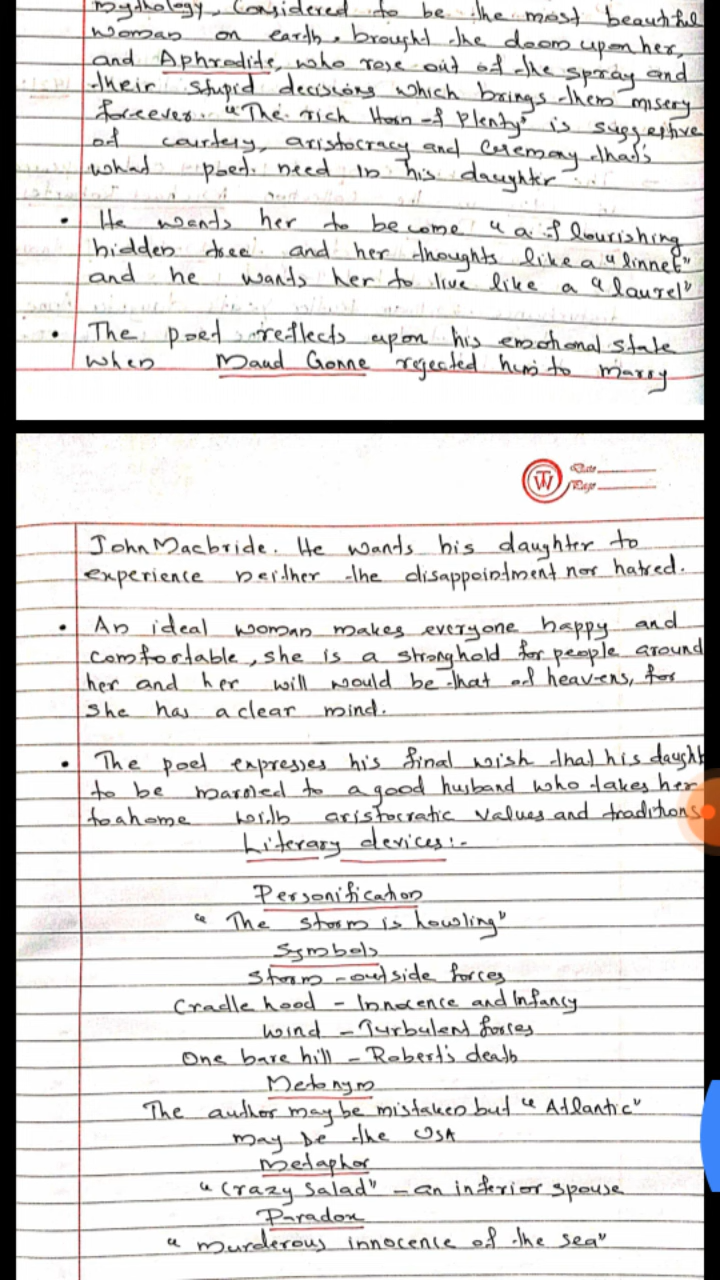 mythology, considered to be the most beautiful
woman on earth, brought the doom upon her,
and Aphrodite, who rose out of the spray and
their stupid decisions which brings them misery
foreever. "The rich Horn of Plenty" is suggestive
of courtesy, aristocracy and Ceremony that's
what poet need in his daughter
• He wants her to become "a flourishing
hidden tree and her thoughts like a "linnet"
and he wants her to live like a "laurel"
• The poet reflects upon his emotional state
when Maud Gonne rejected him to marry
TW Date
Page
John Macbride. He wants his daughter to
experience neither the disappointment nor hatred.
• An ideal woman makes everyone happy and
comfortable, she is a stronghold for people around
her and her will would be that of heavens, for
she has a clear mind.
• The poet expresses his final wish that his daught
to be married to a good husband who takes her
to a home with aristocratic values and traditions
Literary devices:-
Personification
"The storm is howling"
Symbols
Storm - outside forces
Cradle hood - Innocence and Infancy
Wind - Turbulent forces
One bare hill - Robert's death
Metonym
The author may be mistaken but "Atlantic"
may be the USA
Metaphor
"Crazy Salad" - an inferior spouse
Paradox
"murderous innocence of the sea"